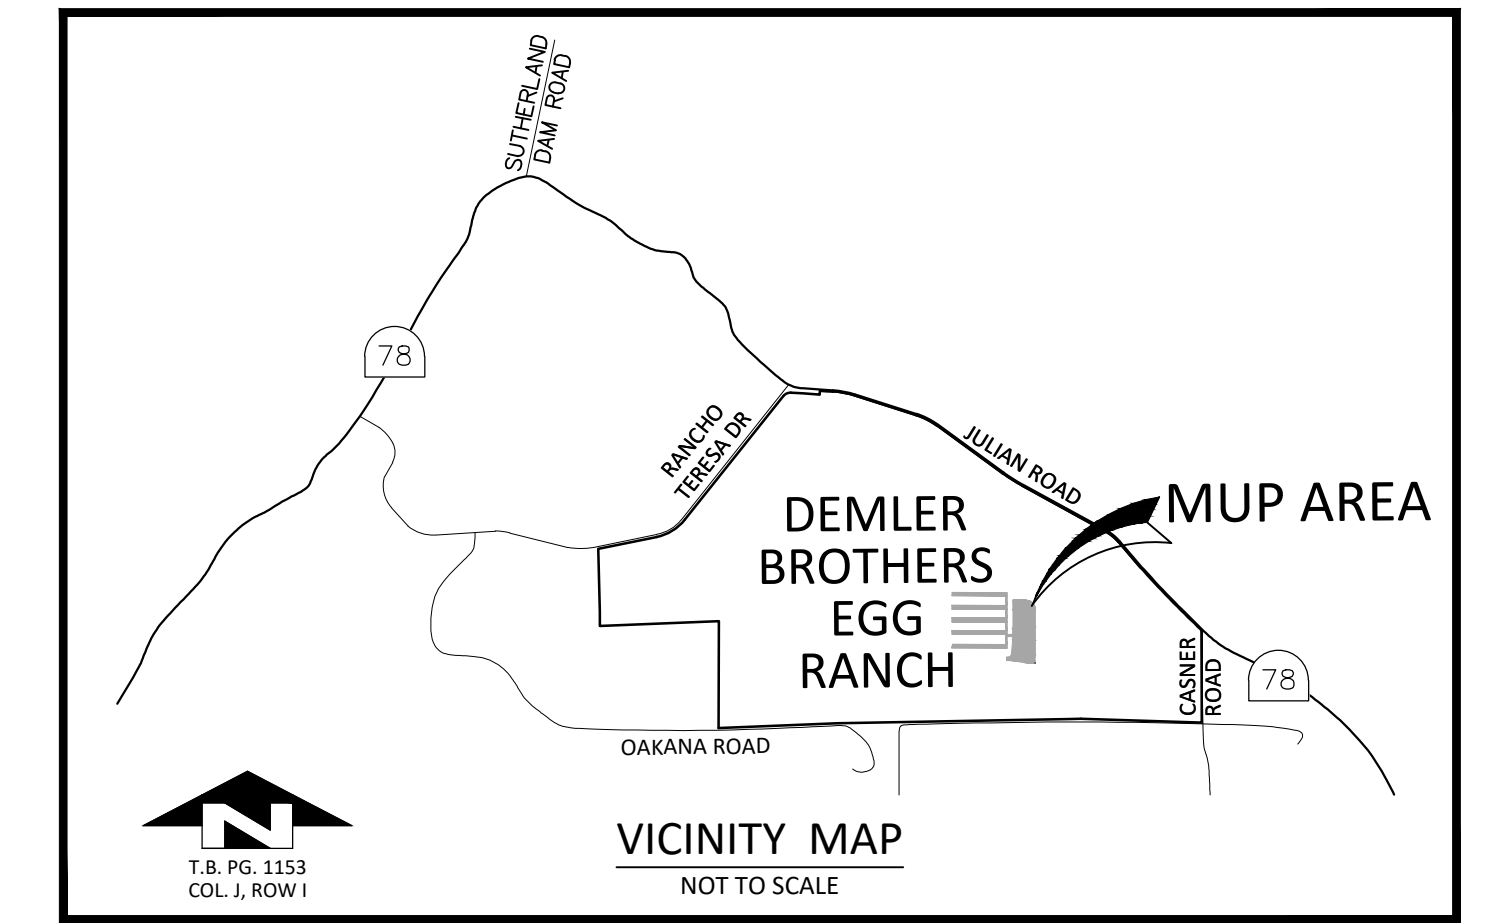 SUTHERLAND
DAM ROAD
78
RANCHO
TERESA DR
JULIAN ROAD
MUP AREA
DEMLER
BROTHERS
EGG
RANCH
CASNER
ROAD
78
OAKANA ROAD
N
T.B. PG. 1153
COL. J, ROW I
VICINITY MAP
NOT TO SCALE